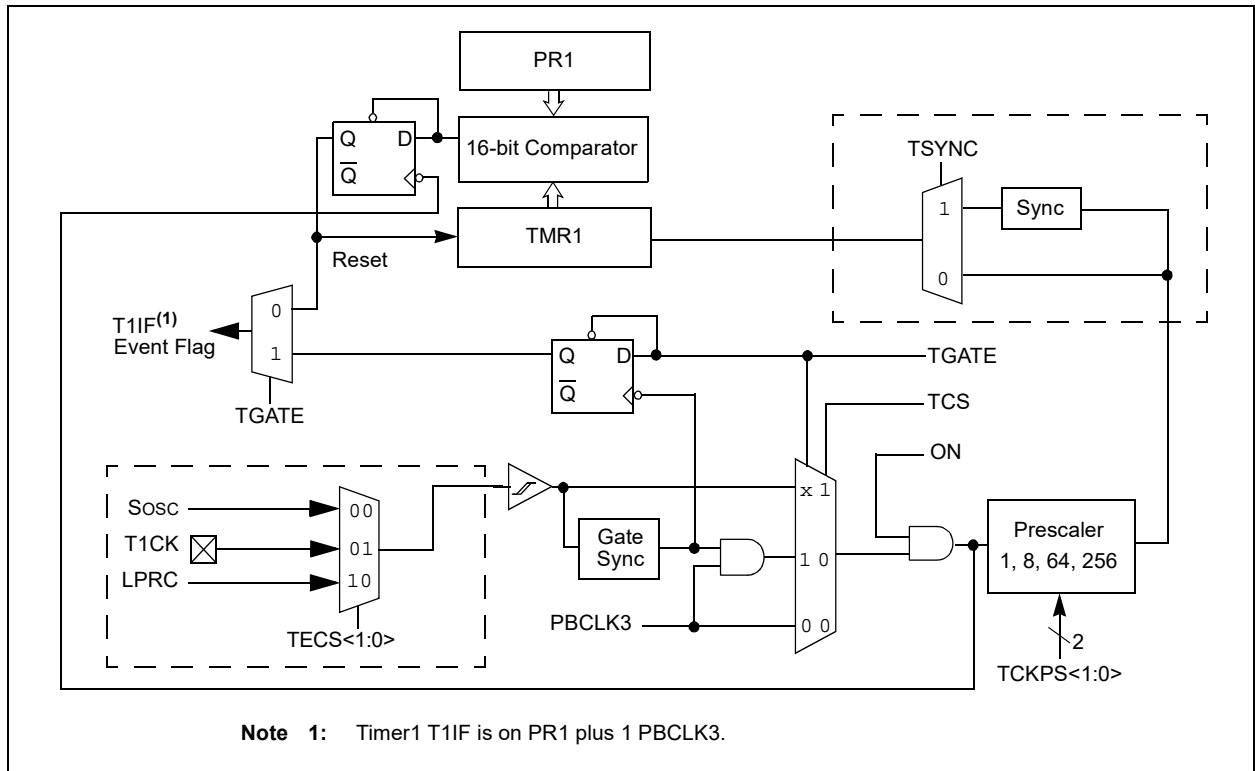 PR1
Q D
16-bit Comparator
Q
TSYNC
1
Sync
TMR1
Reset
0
0
T1IF(1)
Event Flag
1
Q D
TGATE
Q
TGATE
TCS
ON
x 1
SOSC
00
T1CK
01
Gate
Sync
1 0
Prescaler
1, 8, 64, 256
LPRC
10
PBCLK3
0 0
TECS<1:0>
2
TCKPS<1:0>
Note 1: Timer1 T1IF is on PR1 plus 1 PBCLK3.